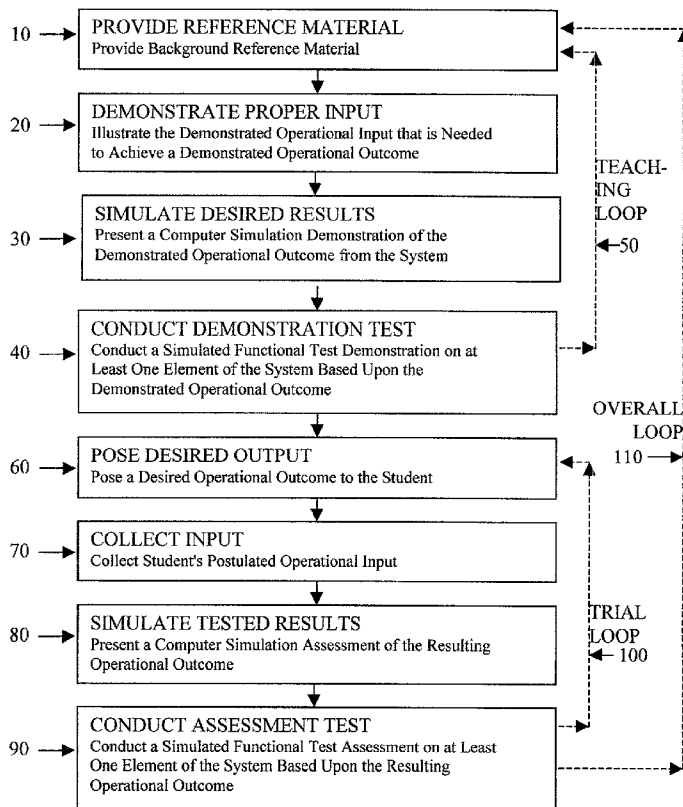 10
PROVIDE REFERENCE MATERIAL
Provide Background Reference Material
20
DEMONSTRATE PROPER INPUT
Illustrate the Demonstrated Operational Input that is Needed
to Achieve a Demonstrated Operational Outcome
30
SIMULATE DESIRED RESULTS
Present a Computer Simulation Demonstration of the
Demonstrated Operational Outcome from the System
TEACH-
ING
LOOP
50
40
CONDUCT DEMONSTRATION TEST
Conduct a Simulated Functional Test Demonstration on at
Least One Element of the System Based Upon the
Demonstrated Operational Outcome
OVERALL
LOOP
110
60
POSE DESIRED OUTPUT
Pose a Desired Operational Outcome to the Student
70
COLLECT INPUT
Collect Student's Postulated Operational Input
80
SIMULATE TESTED RESULTS
Present a Computer Simulation Assessment of the Resulting
Operational Outcome
TRIAL
LOOP
100
90
CONDUCT ASSESSMENT TEST
Conduct a Simulated Functional Test Assessment on at Least
One Element of the System Based Upon the Resulting
Operational Outcome